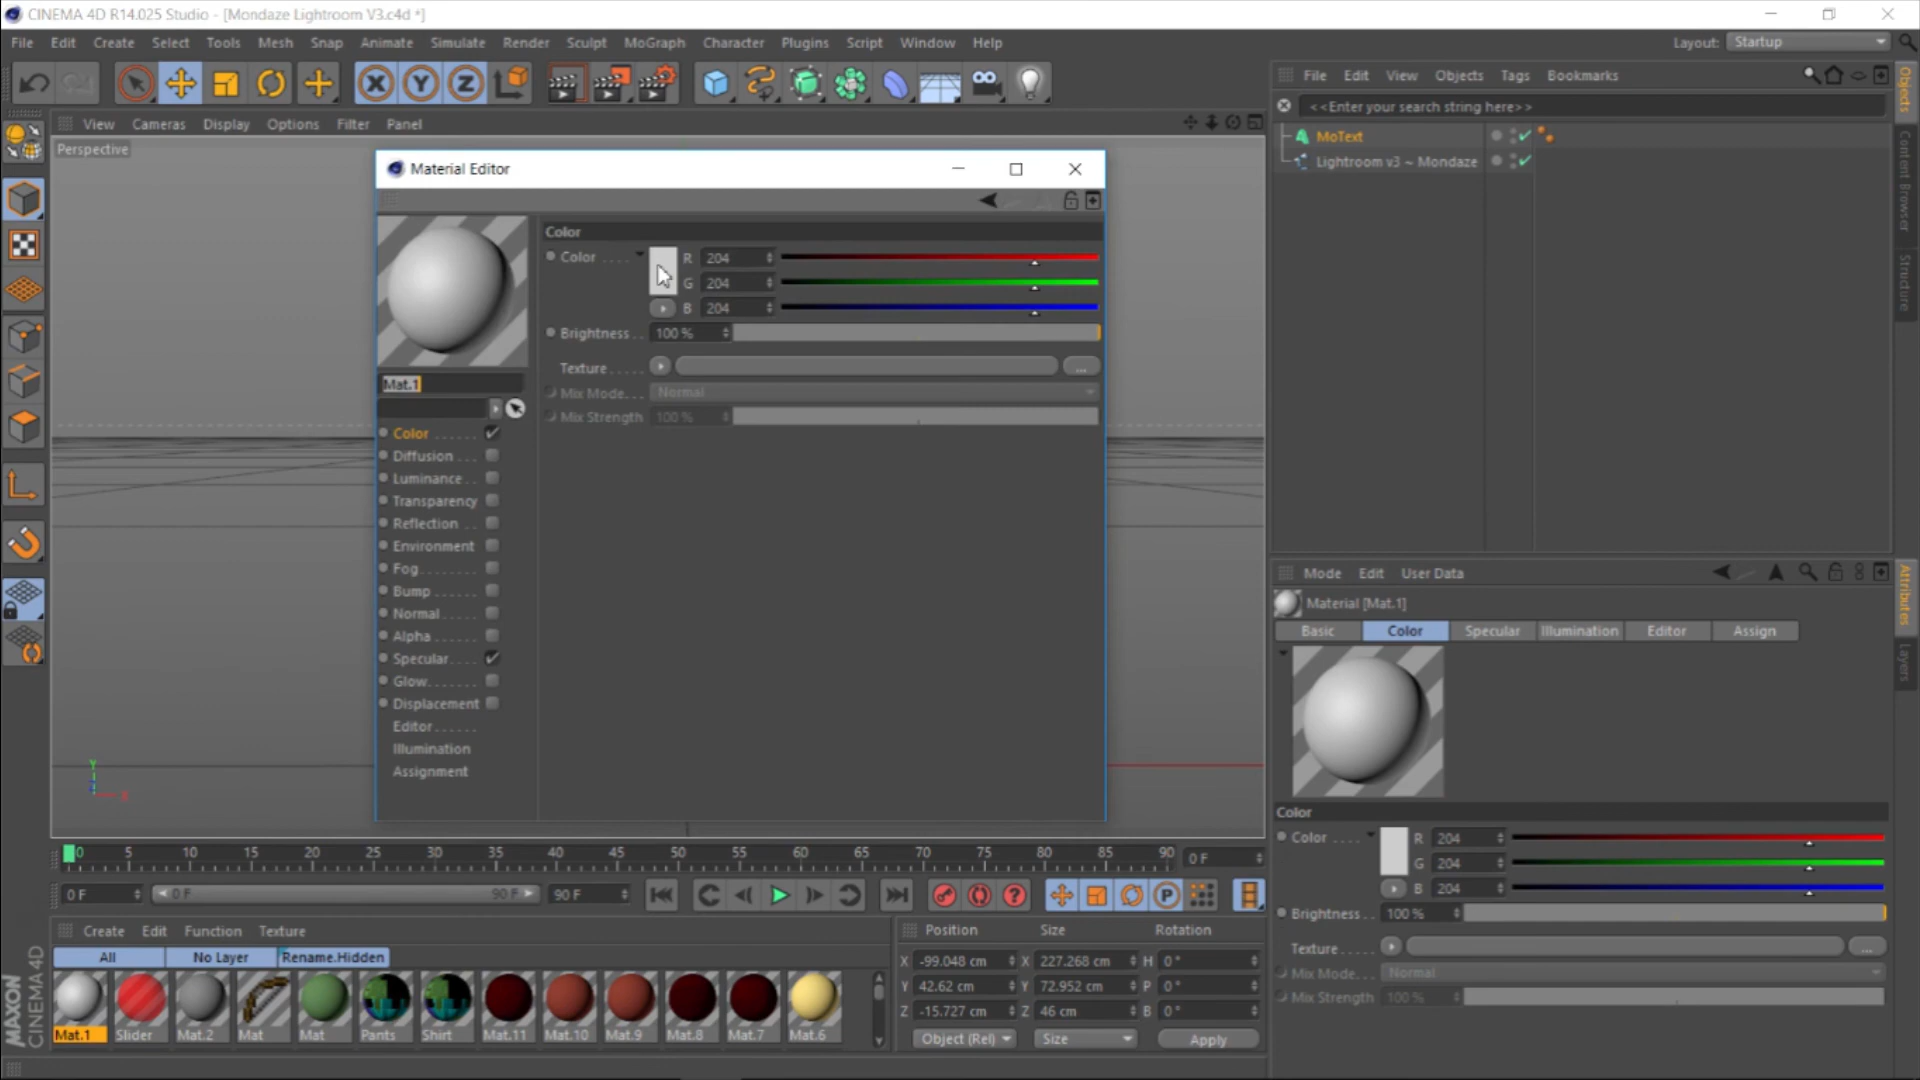 CINEMA 4D R14.025 Studio - [Mondaze Lightroom V3.c4d *]
File Edit Create Select Tools Mesh Snap Animate Simulate Render Sculpt MoGraph Character Plugins Script Window Help Layout: Startup
X Y Z
File Edit View Objects Tags Bookmarks
<<Enter your search string here>>
View Cameras Display Options Filter Panel
Perspective
MoText
Lightroom v3 ~ Mondaze
Objects
Content Browser
Structure
Material Editor
Color
Color . . . . R 204
G 204
B 204
Brightness . . 100 %
Texture . . . . . ...
Mix Mode. . . Normal
Mix Strength 100 %
Mat.1
Color . . . . . .
Diffusion . . .
Luminance. .
Transparency
Reflection . .
Environment
Fog. . . . . . .
Bump . . . . . .
Normal. . . . .
Alpha . . . . . .
Specular. . . .
Glow. . . . . . .
Displacement
Editor. . . . . .
Illumination
Assignment
Mode Edit User Data
Material [Mat.1]
Basic Color Specular Illumination Editor Assign
Color
Color . . . . R 204
G 204
B 204
Brightness. . . 100 %
Texture. . . . . . ...
Mix Mode. . . Normal
Mix Strength 100 %
Attributes
Layers
Y
X
Z
0 5 10 15 20 25 30 35 40 45 50 55 60 65 70 75 80 85 90 0 F
0 F 0 F 90 F 90 F
P
Create Edit Function Texture
All No Layer Rename.Hidden
Mat.1 Slider Mat.2 Mat Mat Pants Shirt Mat.11 Mat.10 Mat.9 Mat.8 Mat.7 Mat.6
Position Size Rotation
X -99.048 cm X 227.268 cm H 0 °
Y 42.62 cm Y 72.952 cm P 0 °
Z -15.727 cm Z 46 cm B 0 °
Object (Rel) Size Apply
MAXON
CINEMA 4D